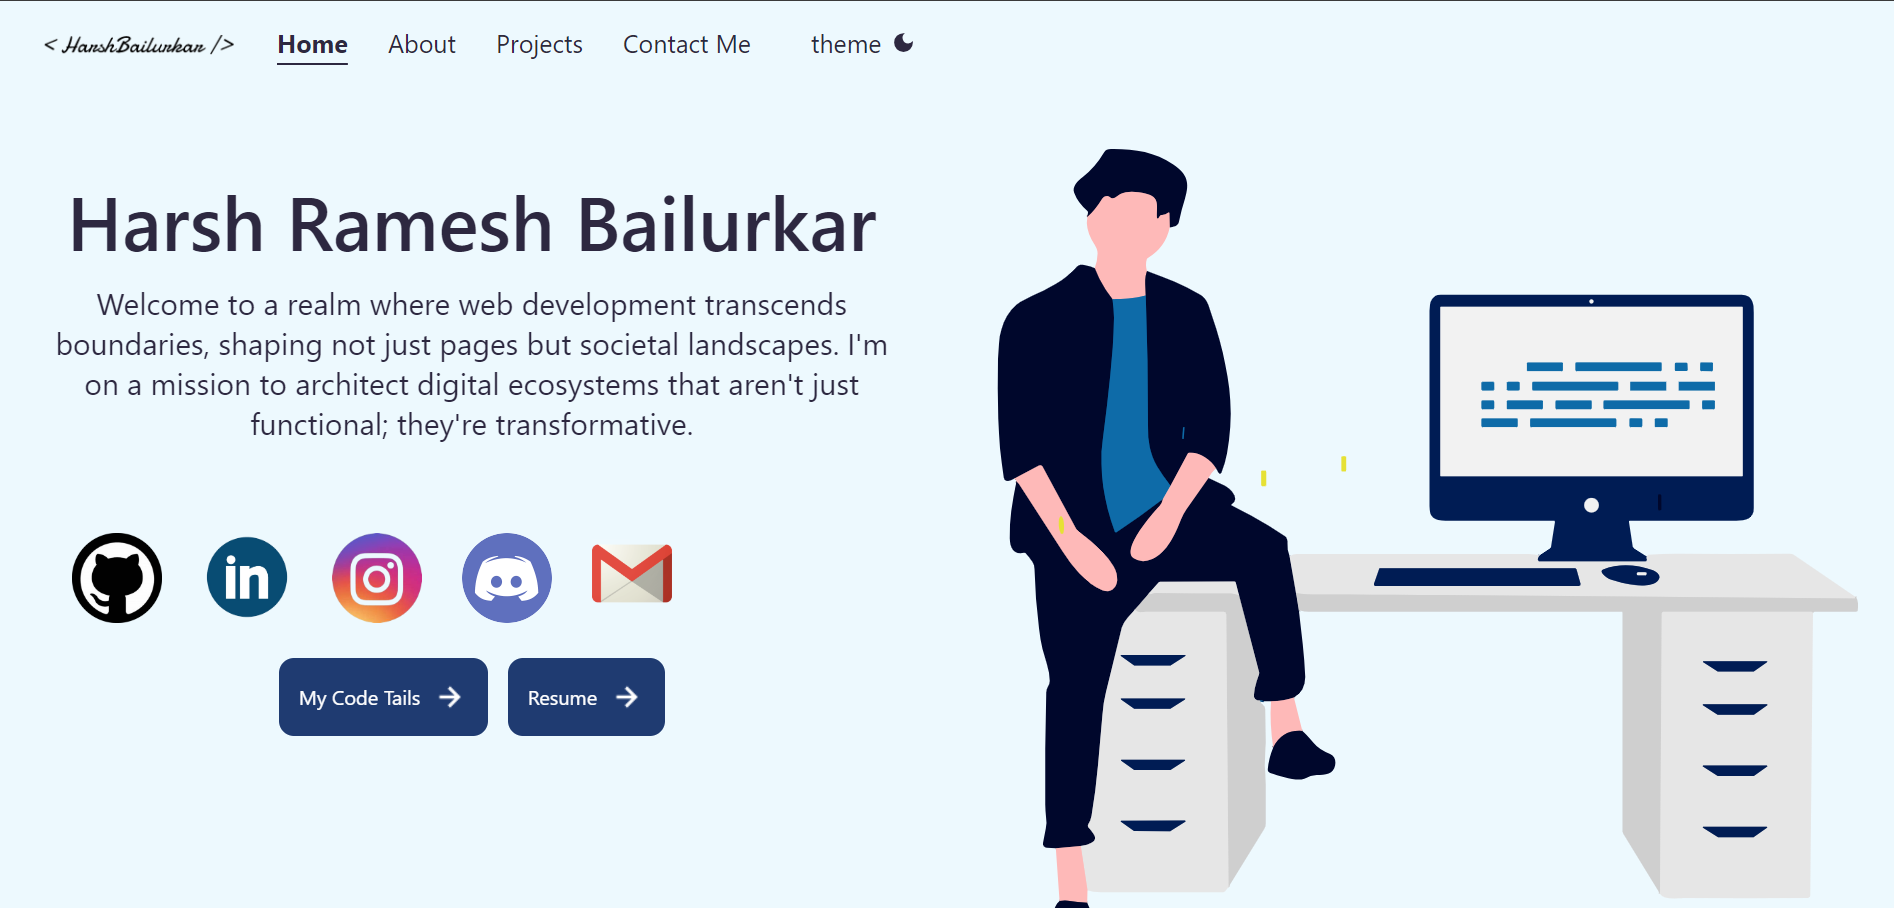 < HarshBailurkar />
Home About Projects Contact Me theme
Harsh Ramesh Bailurkar
Welcome to a realm where web development transcends
boundaries, shaping not just pages but societal landscapes. I'm
on a mission to architect digital ecosystems that aren't just
functional; they're transformative.
in
My Code Tails
Resume